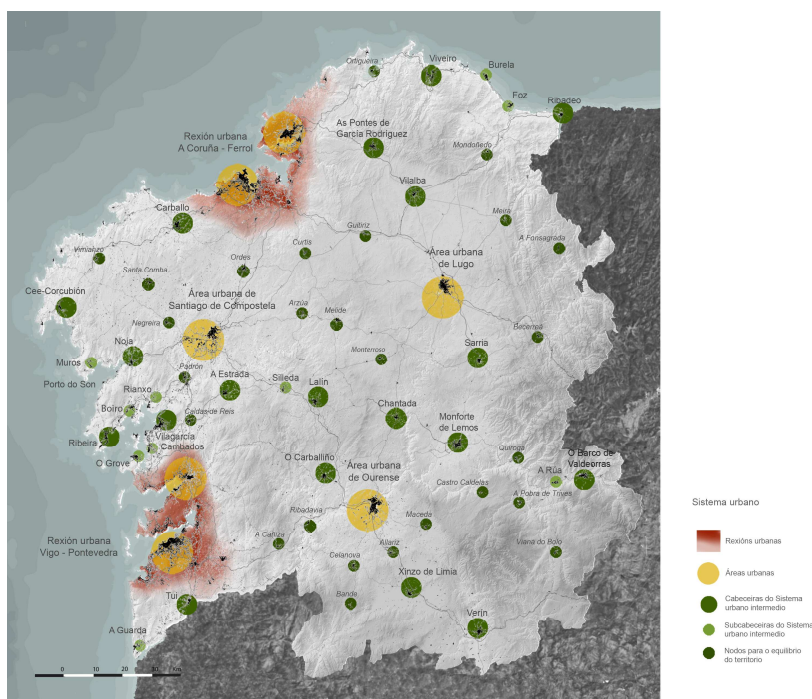 Ortigueira
Viveiro
Burela
Foz
Ribadeo
Rexión urbana
A Coruña - Ferrol
As Pontes de
García Rodríguez
Mondoñedo
Vilalba
Carballo
Meira
Guitiriz
A Fonsagrada
Vimianzo
Curtis
Ordes
Área urbana
de Lugo
Santa Comba
Cee-Corcubión
Área urbana de
Santiago de Compostela
Arzúa
Melide
Negreira
Becerreá
Noia
Sarria
Monterroso
Muros
Padrón
Porto do Son
A Estrada
Silleda
Lalín
Rianxo
Boiro
Chantada
Caldas de Reis
Monforte
de Lemos
Ribeira
Vilagarcía
Cambados
O Grove
Quiroga
O Barco de
Valdeorras
O Carballiño
Área urbana
de Ourense
A Rúa
Castro Caldelas
A Pobra de Trives
Ribadavia
Maceda
Rexión urbana
Vigo - Pontevedra
A Cañiza
Allariz
Viana do Bolo
Celanova
Xinzo de Limia
Tui
Bande
Verín
A Guarda
0 10 20 30 Km
Sistema urbano
Rexións urbanas
Áreas urbanas
Cabeceiras do Sistema
urbano intermedio
Subcabeceiras do Sistema
urbano intermedio
Nodos para o equilibrio
do territorio